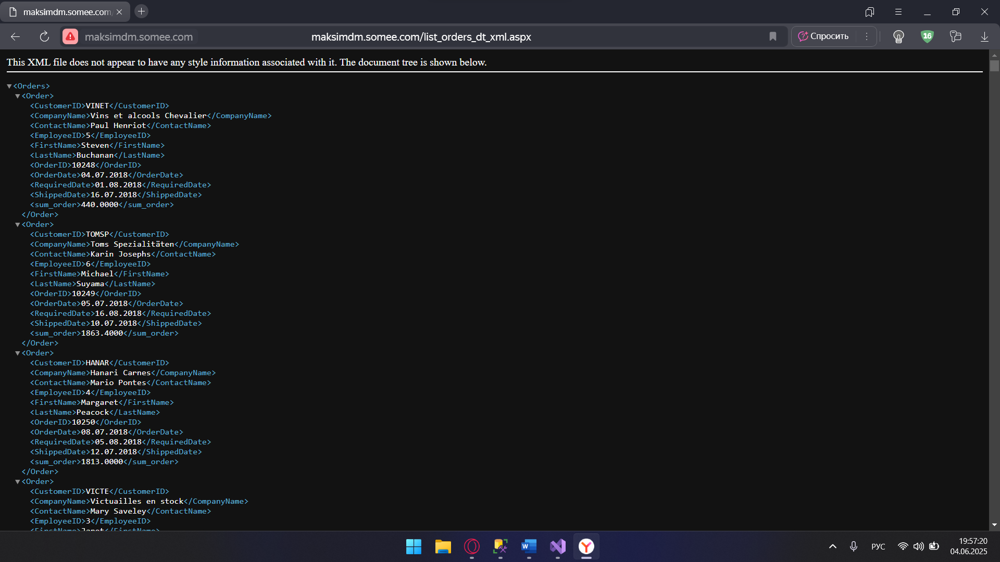 maksimdm.somee.com/
maksimdm.somee.com
maksimdm.somee.com/list_orders_dt_xml.aspx
Спросить
16
This XML file does not appear to have any style information associated with it. The document tree is shown below.
<Orders>
<Order>
<CustomerID>VINET</CustomerID>
<CompanyName>Vins et alcools Chevalier</CompanyName>
<ContactName>Paul Henriot</ContactName>
<EmployeeID>5</EmployeeID>
<FirstName>Steven</FirstName>
<LastName>Buchanan</LastName>
<OrderID>10248</OrderID>
<OrderDate>04.07.2018</OrderDate>
<RequiredDate>01.08.2018</RequiredDate>
<ShippedDate>16.07.2018</ShippedDate>
<sum_order>440.0000</sum_order>
</Order>
<Order>
<CustomerID>TOMSP</CustomerID>
<CompanyName>Toms Spezialitäten</CompanyName>
<ContactName>Karin Josephs</ContactName>
<EmployeeID>6</EmployeeID>
<FirstName>Michael</FirstName>
<LastName>Suyama</LastName>
<OrderID>10249</OrderID>
<OrderDate>05.07.2018</OrderDate>
<RequiredDate>16.08.2018</RequiredDate>
<ShippedDate>10.07.2018</ShippedDate>
<sum_order>1863.4000</sum_order>
</Order>
<Order>
<CustomerID>HANAR</CustomerID>
<CompanyName>Hanari Carnes</CompanyName>
<ContactName>Mario Pontes</ContactName>
<EmployeeID>4</EmployeeID>
<FirstName>Margaret</FirstName>
<LastName>Peacock</LastName>
<OrderID>10250</OrderID>
<OrderDate>08.07.2018</OrderDate>
<RequiredDate>05.08.2018</RequiredDate>
<ShippedDate>12.07.2018</ShippedDate>
<sum_order>1813.0000</sum_order>
</Order>
<Order>
<CustomerID>VICTE</CustomerID>
<CompanyName>Victuailles en stock</CompanyName>
<ContactName>Mary Saveley</ContactName>
<EmployeeID>3</EmployeeID>
<FirstName>Janet</FirstName>
РУС
19:57:20
04.06.2025